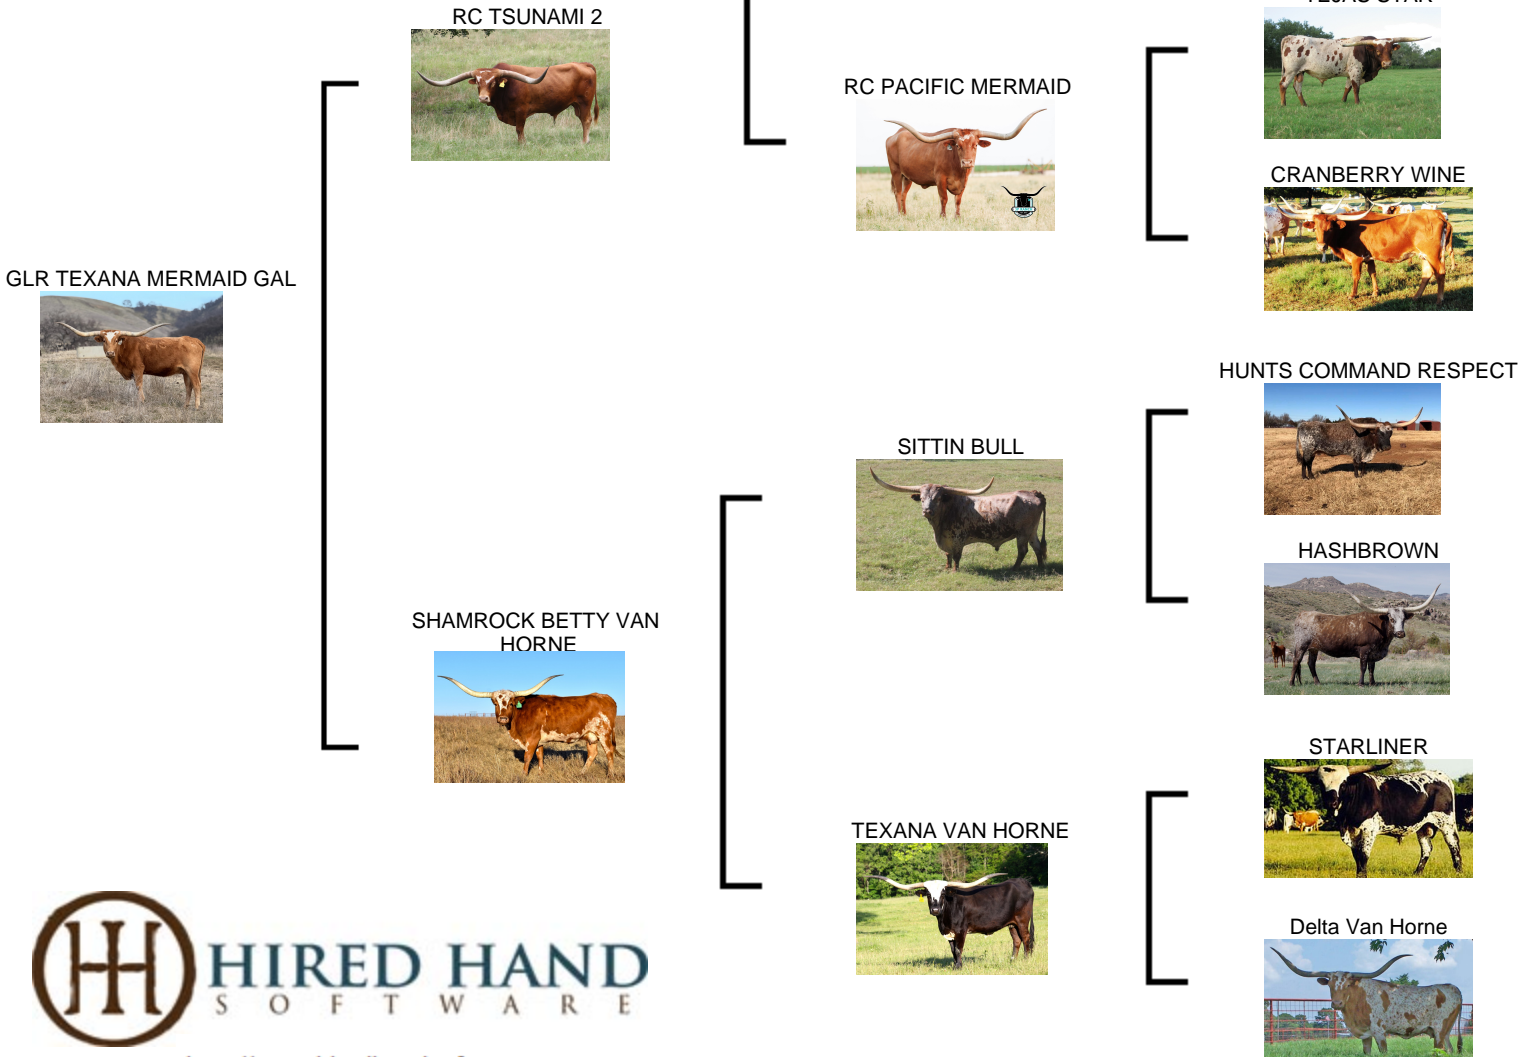 RC TSUNAMI 2
RC PACIFIC MERMAID
CRANBERRY WINE
GLR TEXANA MERMAID GAL
HUNTS COMMAND RESPECT
SITTIN BULL
HASHBROWN
SHAMROCK BETTY VAN
HORNE
STARLINER
TEXANA VAN HORNE
Delta Van Horne
HIRED HAND
SOFTWARE